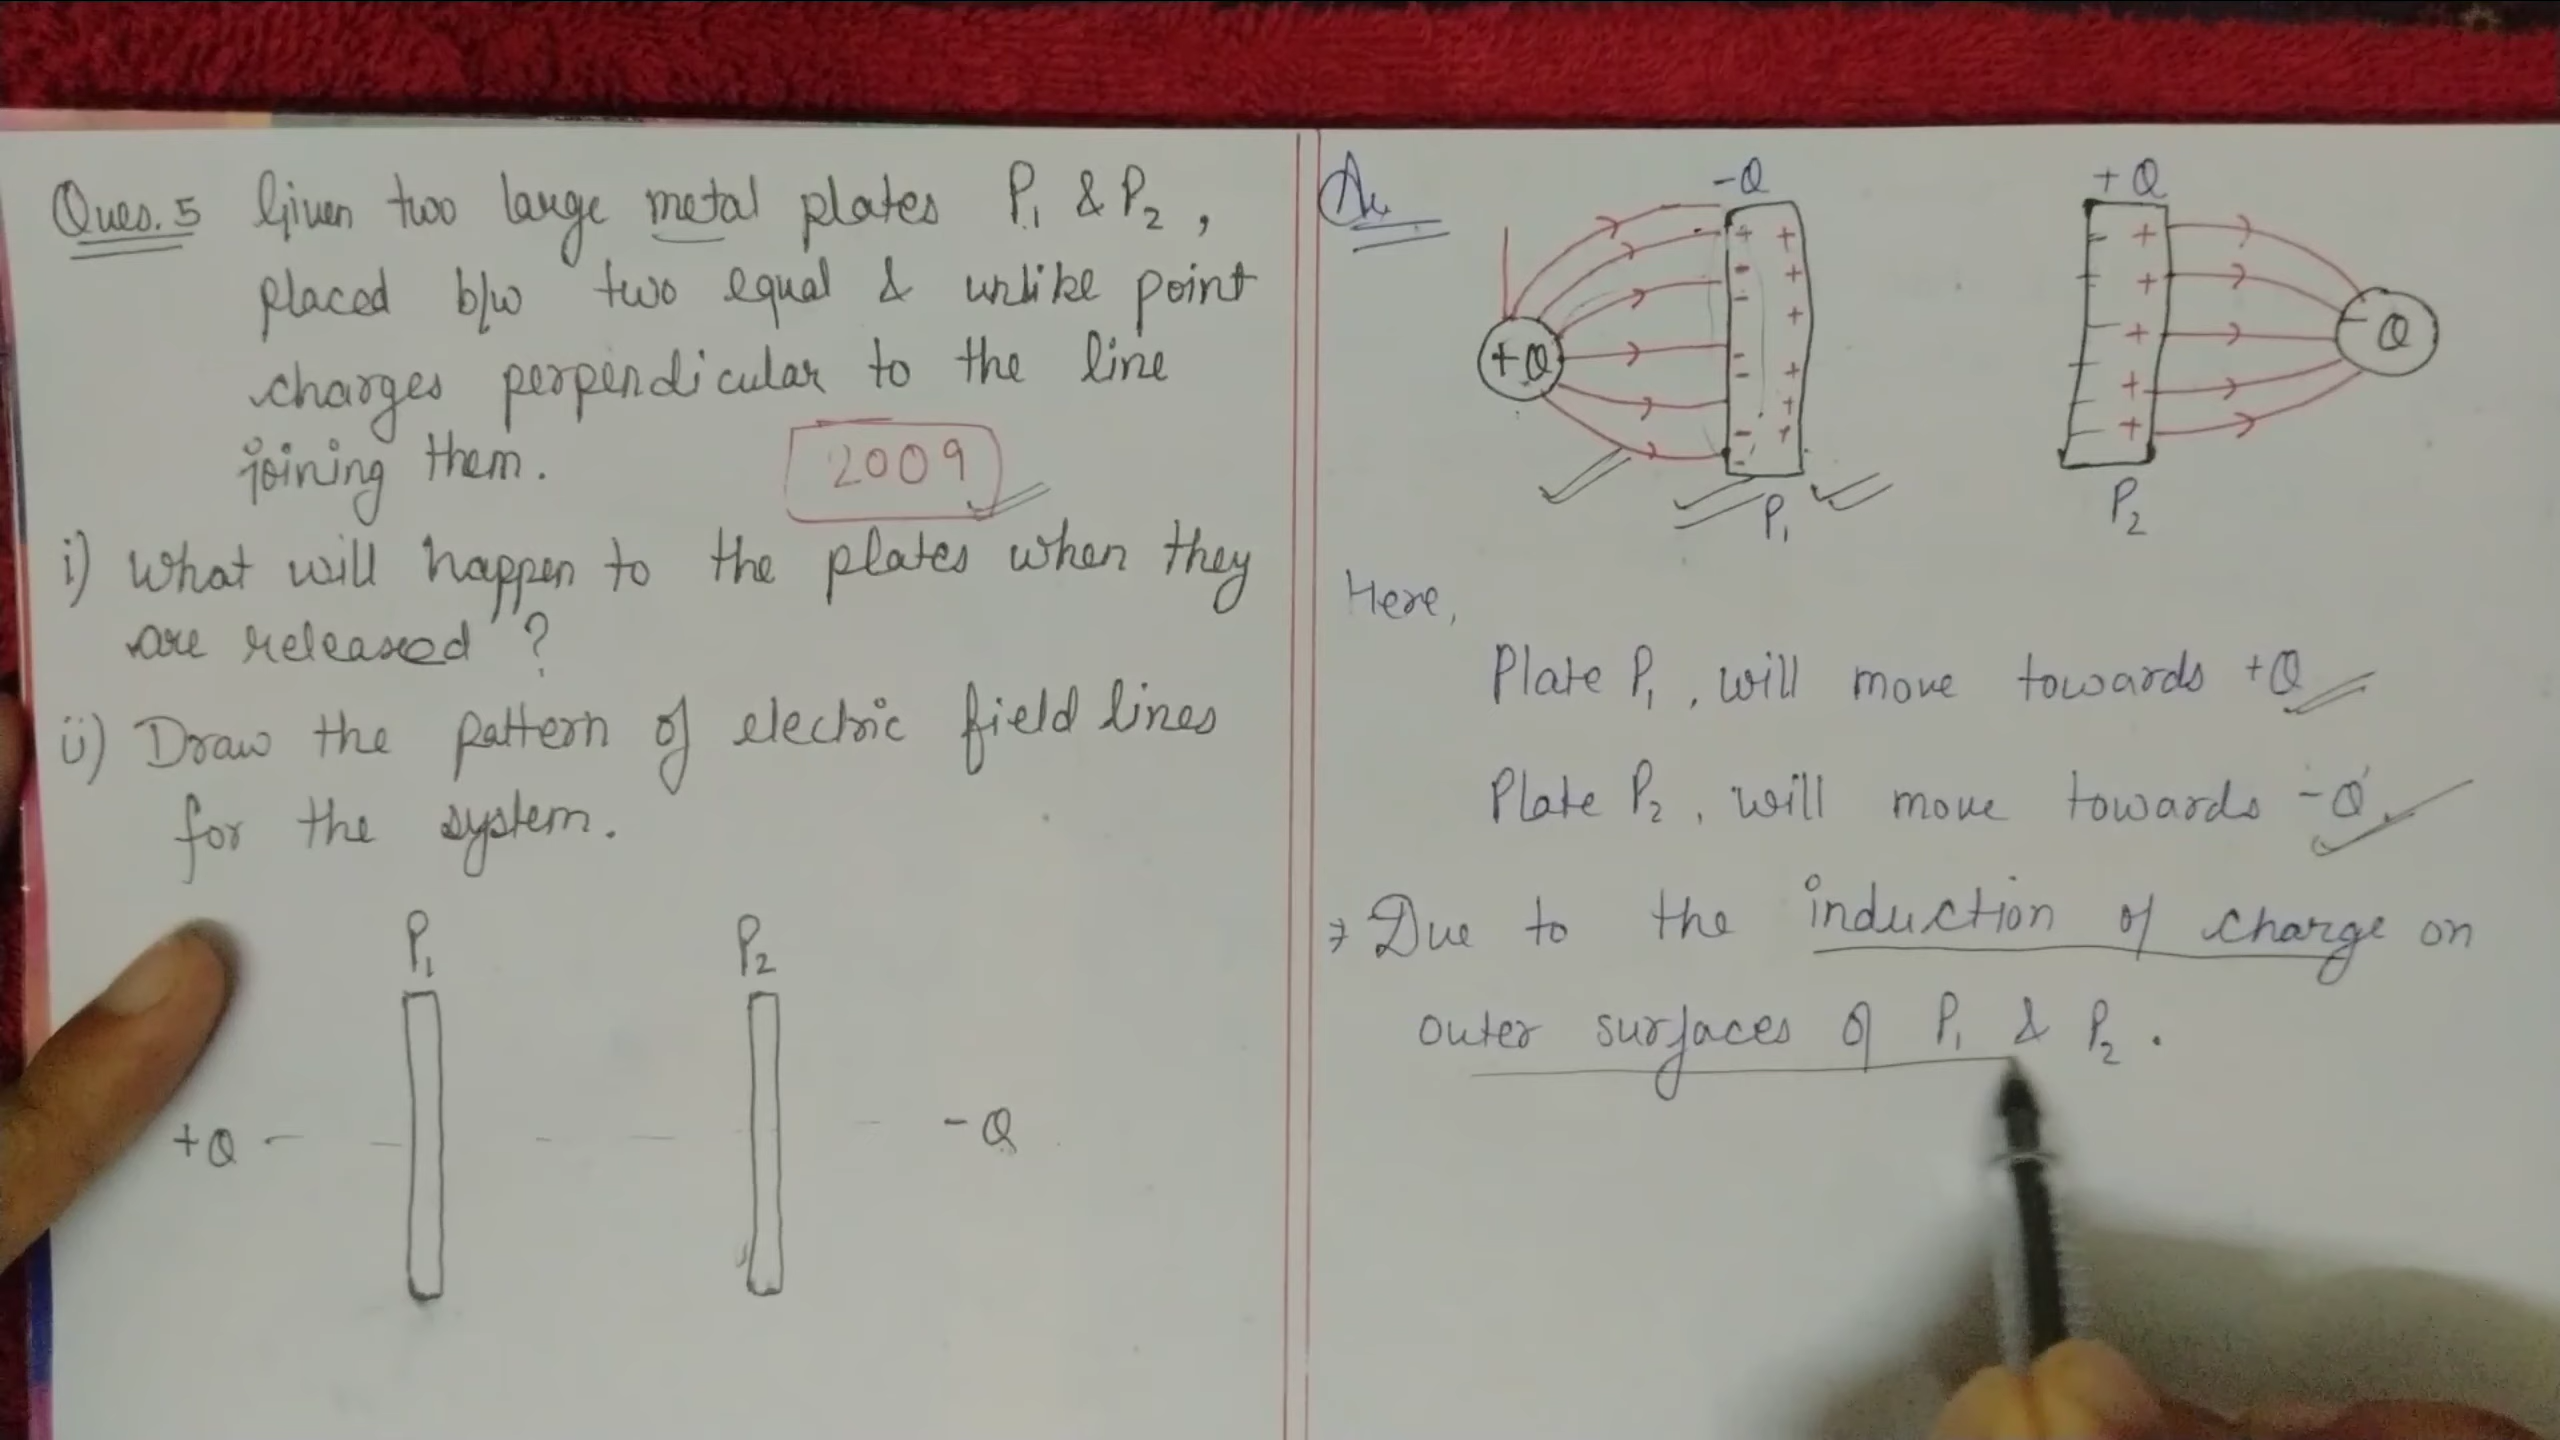 Ques. 5 Given two large metal plates P₁ & P₂,
placed b/w two equal & unlike point
charges perpendicular to the line
joining them.
2009
i) What will happen to the plates when they
are released ?
ii) Draw the pattern of electric field lines
for the system.
P₁ P₂
+Q - Q
-Q + Q
+Q - Q
P₁ P₂
Here,
Plate P₁, will move towards +Q
Plate P₂, will move towards -Q
Due to the induction of charge on
outer surfaces of P₁ & P₂.